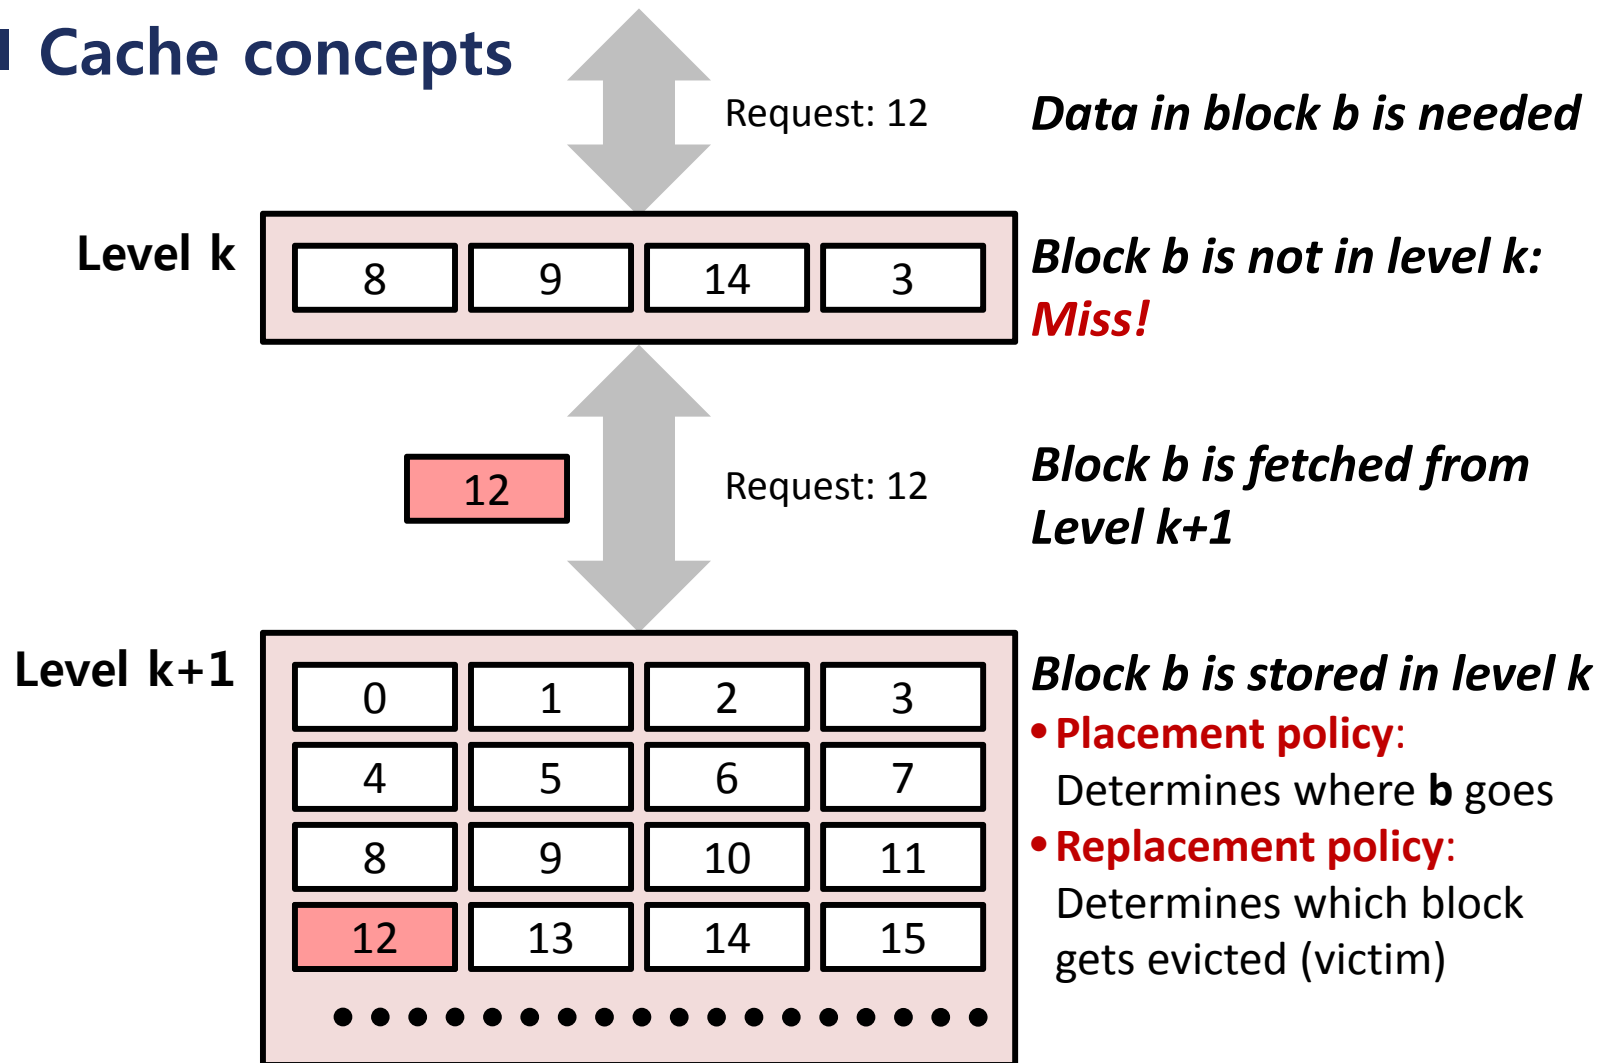 Cache concepts
Request: 12
Data in block b is needed
Level k
8 9 14 3
Block b is not in level k:
Miss!
12
Request: 12
Block b is fetched from
Level k+1
Level k+1
0 1 2 3
4 5 6 7
8 9 10 11
12 13 14 15
Block b is stored in level k
• Placement policy:
Determines where b goes
• Replacement policy:
Determines which block
gets evicted (victim)